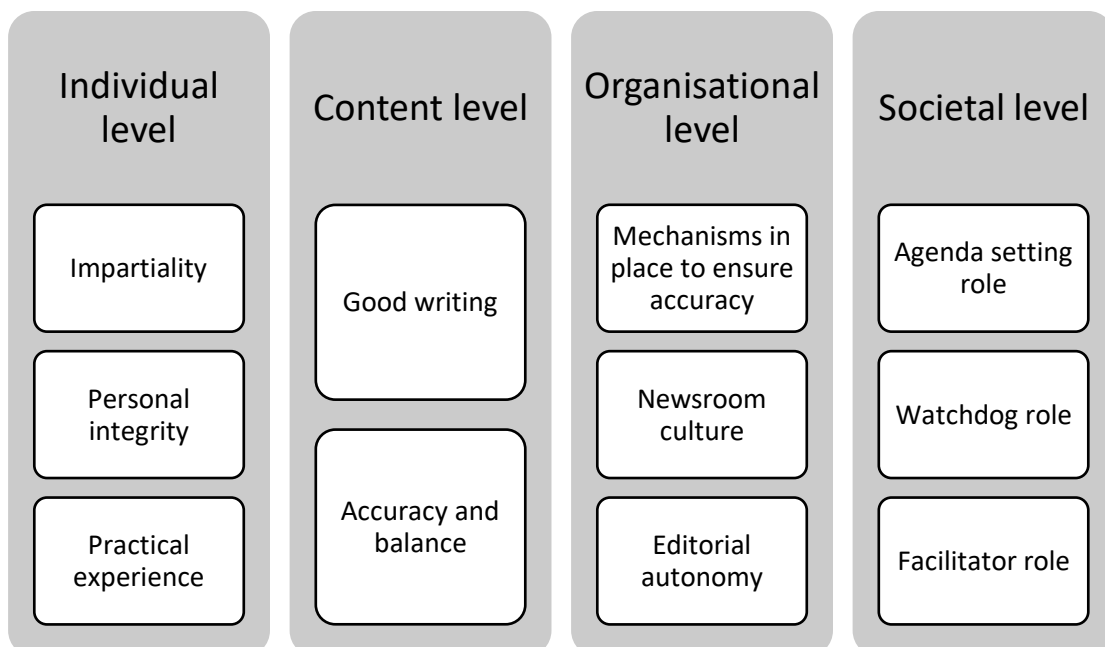 Individual
level
Impartiality
Personal
integrity
Practical
experience
Content level
Good writing
Accuracy and
balance
Organisational
level
Mechanisms in
place to ensure
accuracy
Newsroom
culture
Editorial
autonomy
Societal level
Agenda setting
role
Watchdog role
Facilitator role